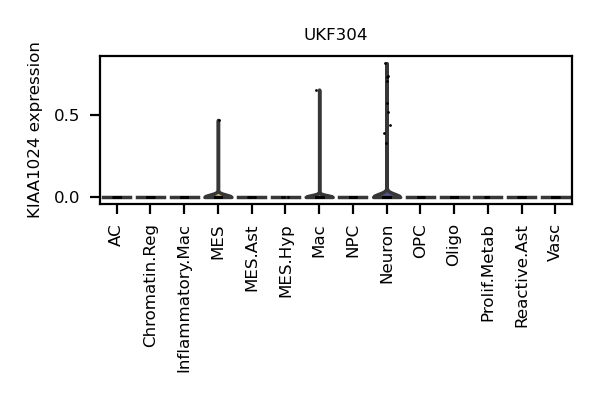 UKF304
KIAA1024 expression
0.5
0.0
AC
Chromatin.Reg
Inflammatory.Mac
MES
MES.Ast
MES.Hyp
Mac
NPC
Neuron
OPC
Oligo
Prolif.Metab
Reactive.Ast
Vasc